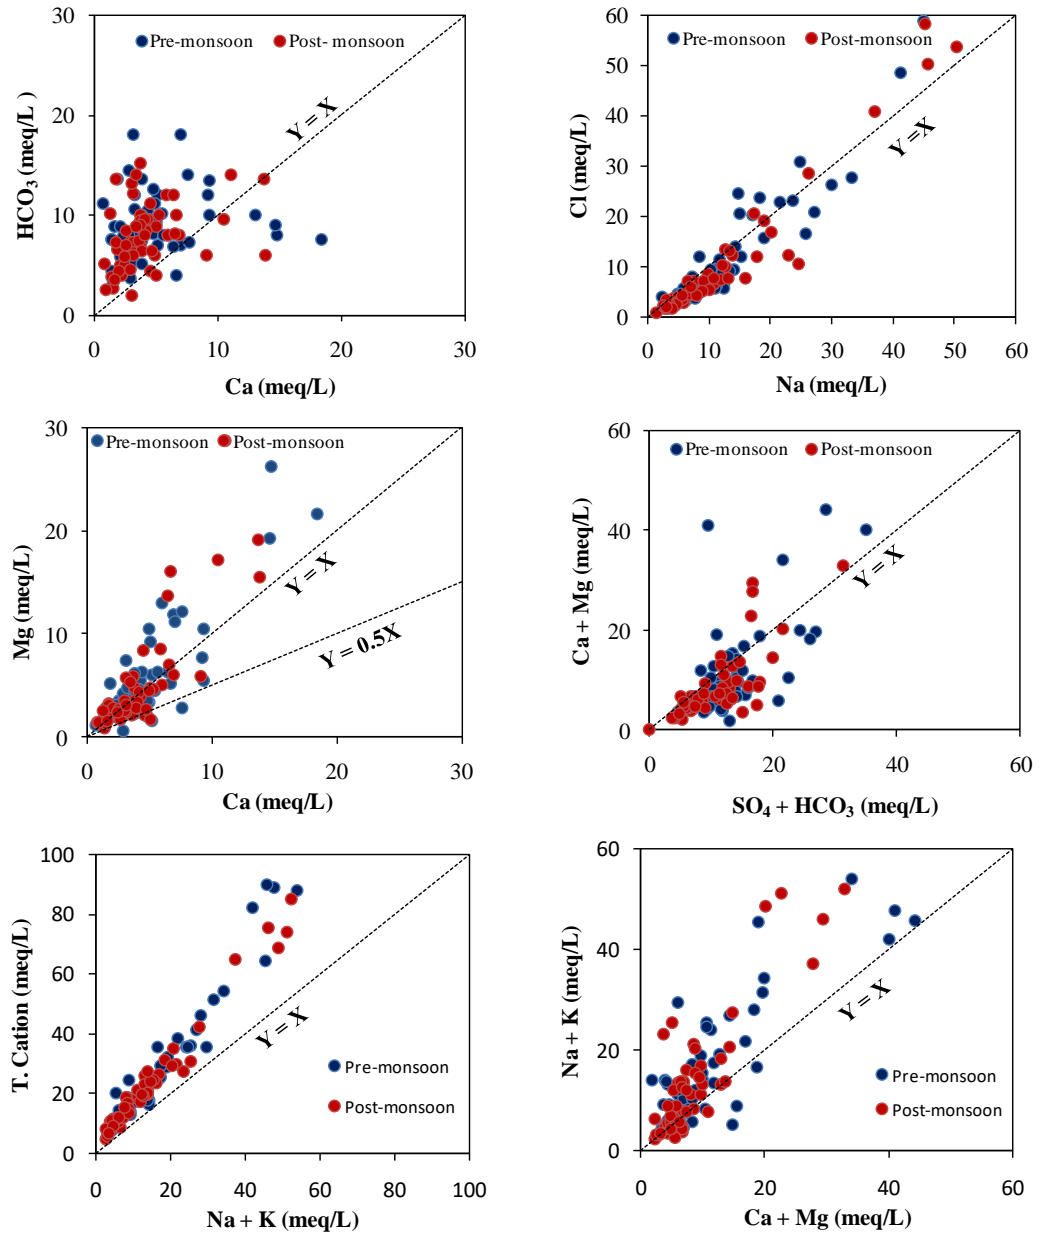 30
20
10
0
0 10 20 30
HCO3 (meq/L )
Ca (meq/L)
Pre-monsoon Post- monsoon
Y = X
60
50
40
30
20
10
0
0 10 20 30 40 50 60
Cl (meq/L)
Na (meq/L)
Pre-monsoon Post-monsoon
Y = X
30
20
10
0
0 10 20 30
Mg (meq/L)
Ca (meq/L)
Pre-monsoon Post-monsoon
Y = X
Y = 0.5X
60
40
20
0
0 20 40 60
Ca + Mg (meq/L)
SO4 + HCO3 (meq/L)
Pre-monsoon Post-monsoon
Y = X
100
80
60
40
20
0
0 20 40 60 80 100
T. Cation (meq/L)
Na + K (meq/L)
Y = X
Pre-monsoon
Post-monsoon
60
40
20
0
0 20 40 60
Na + K (meq/L)
Ca + Mg (meq/L)
Y = X
Pre-monsoon
Post-monsoon